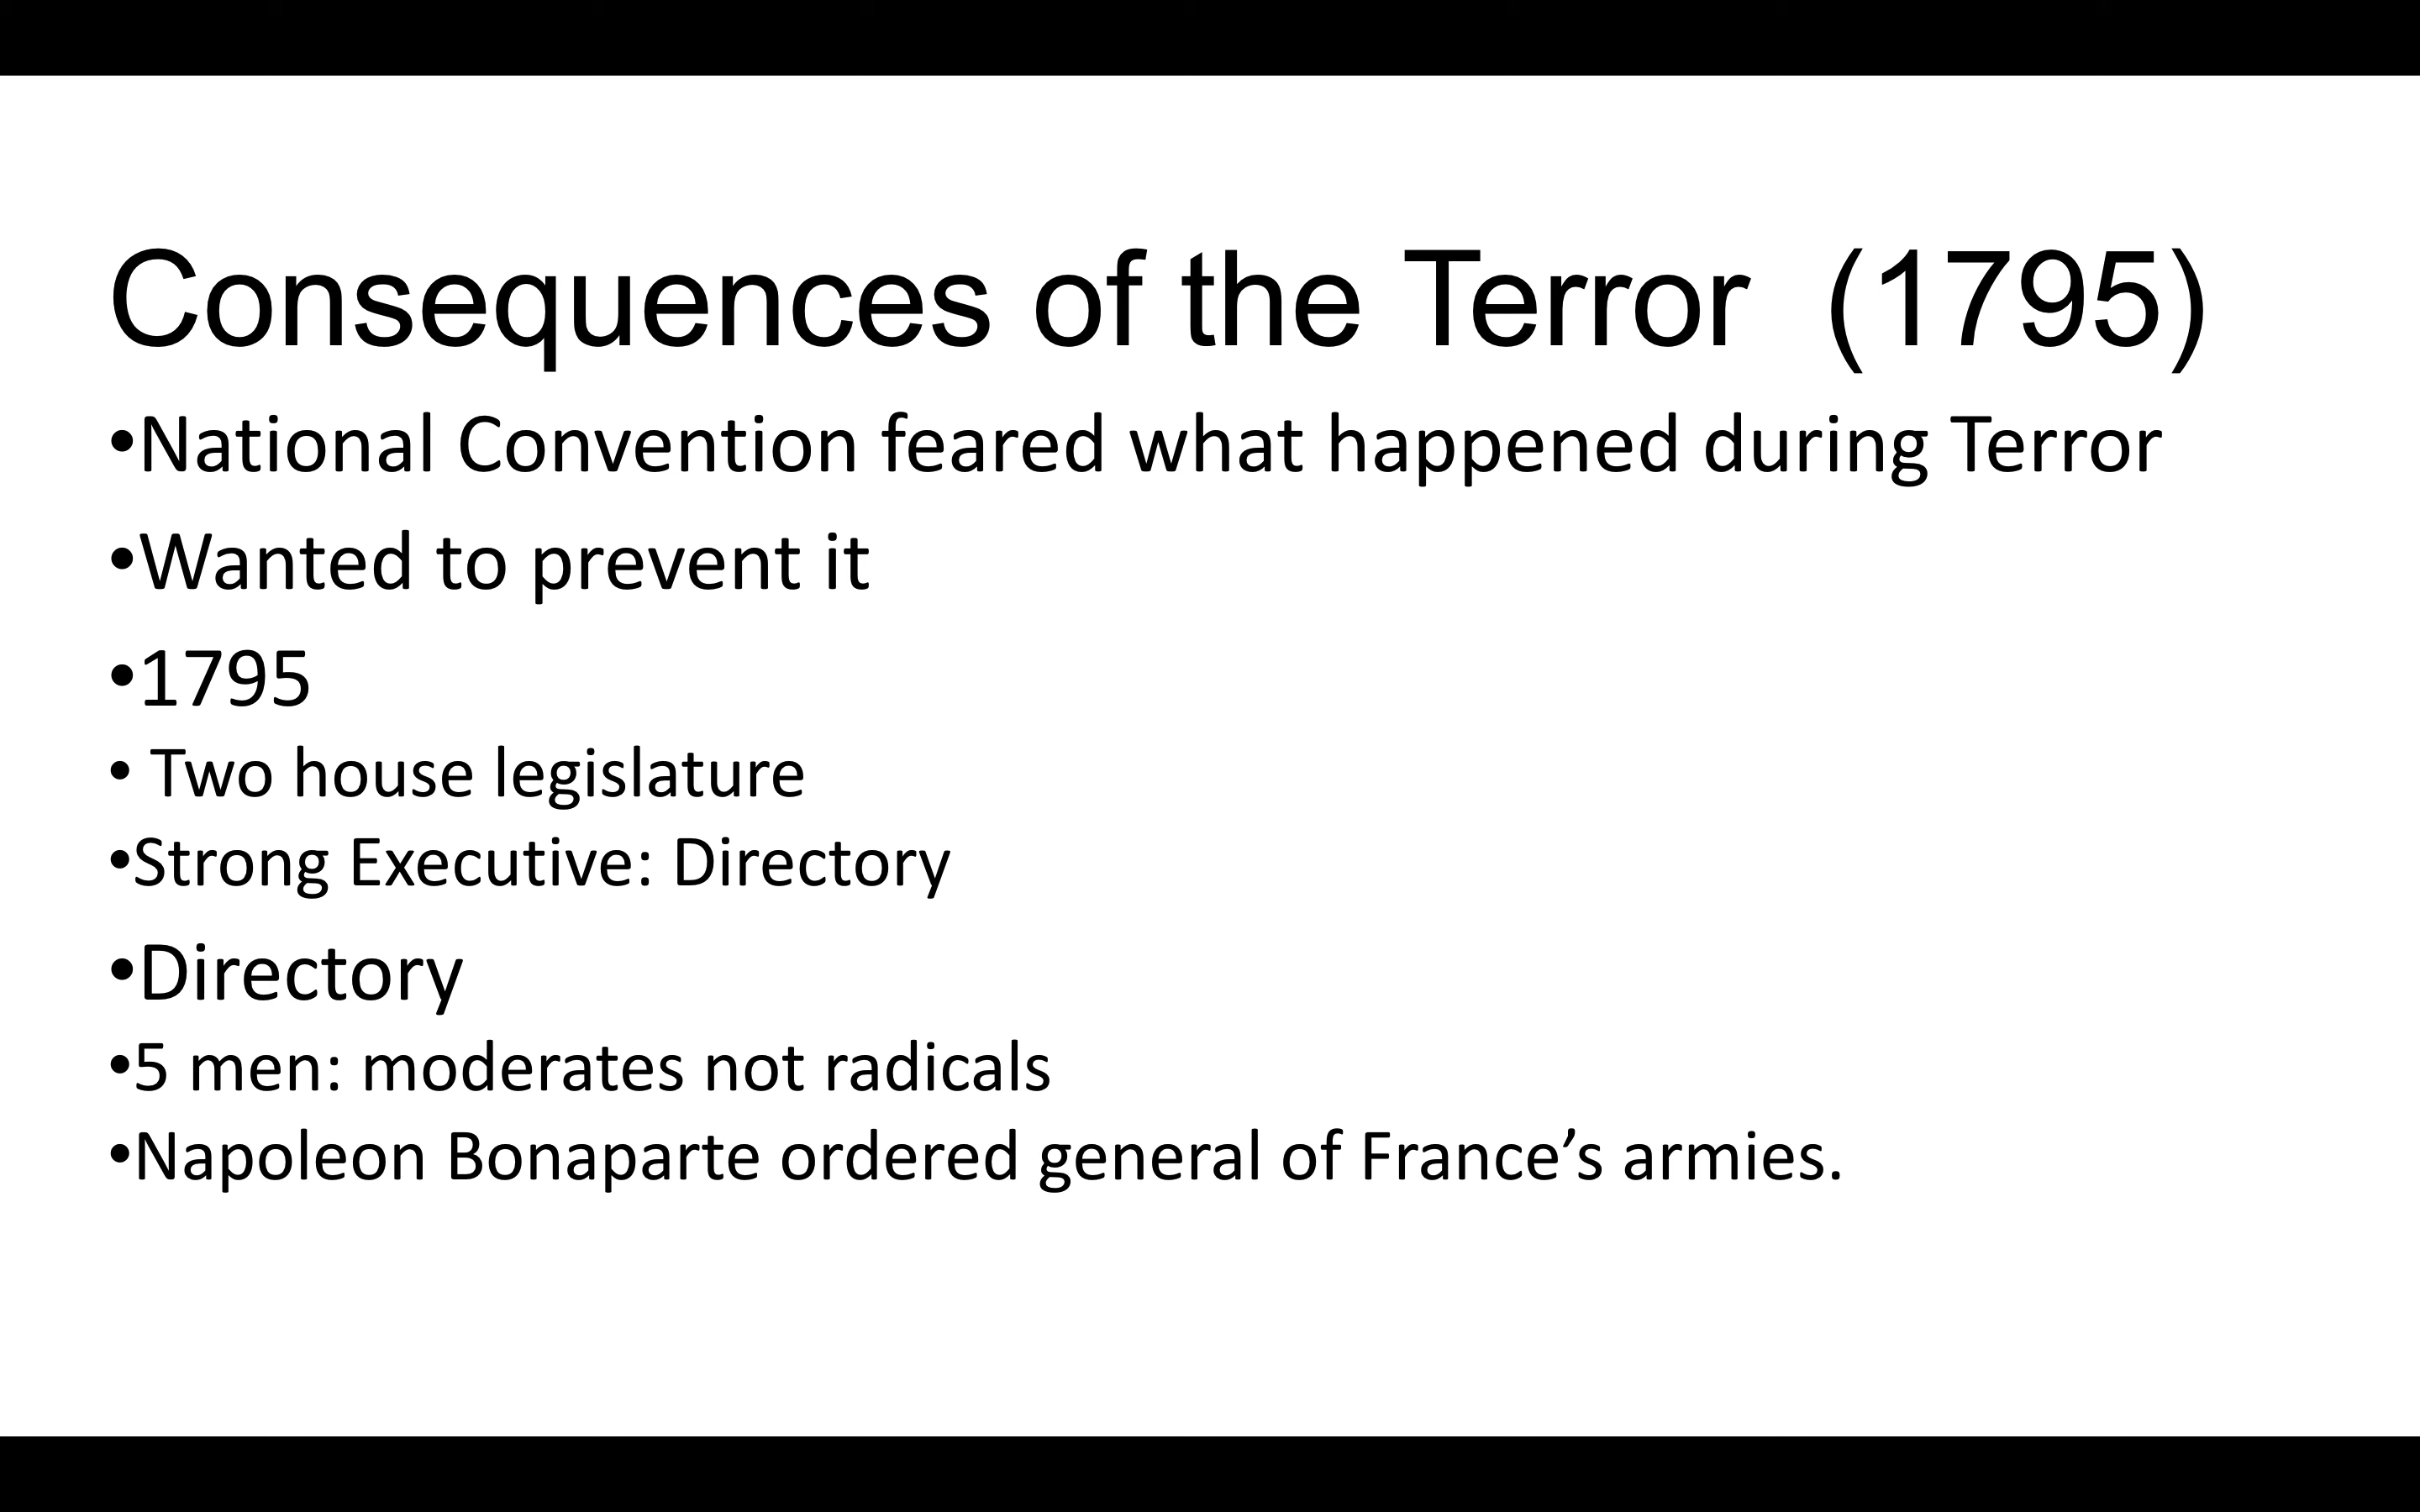 Consequences of the Terror (1795)
•National Convention feared what happened during Terror
•Wanted to prevent it
•1795
• Two house legislature
•Strong Executive: Directory
•Directory
•5 men: moderates not radicals
•Napoleon Bonaparte ordered general of France’s armies.